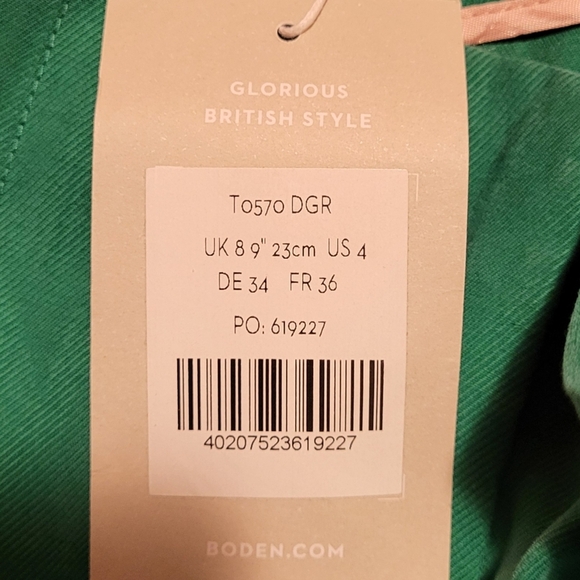 GLORIOUS
BRITISH STYLE
T0570 DGR
UK 8 9" 23cm US 4
DE 34 FR 36
PO: 619227
40207523619227
BODEN.COM